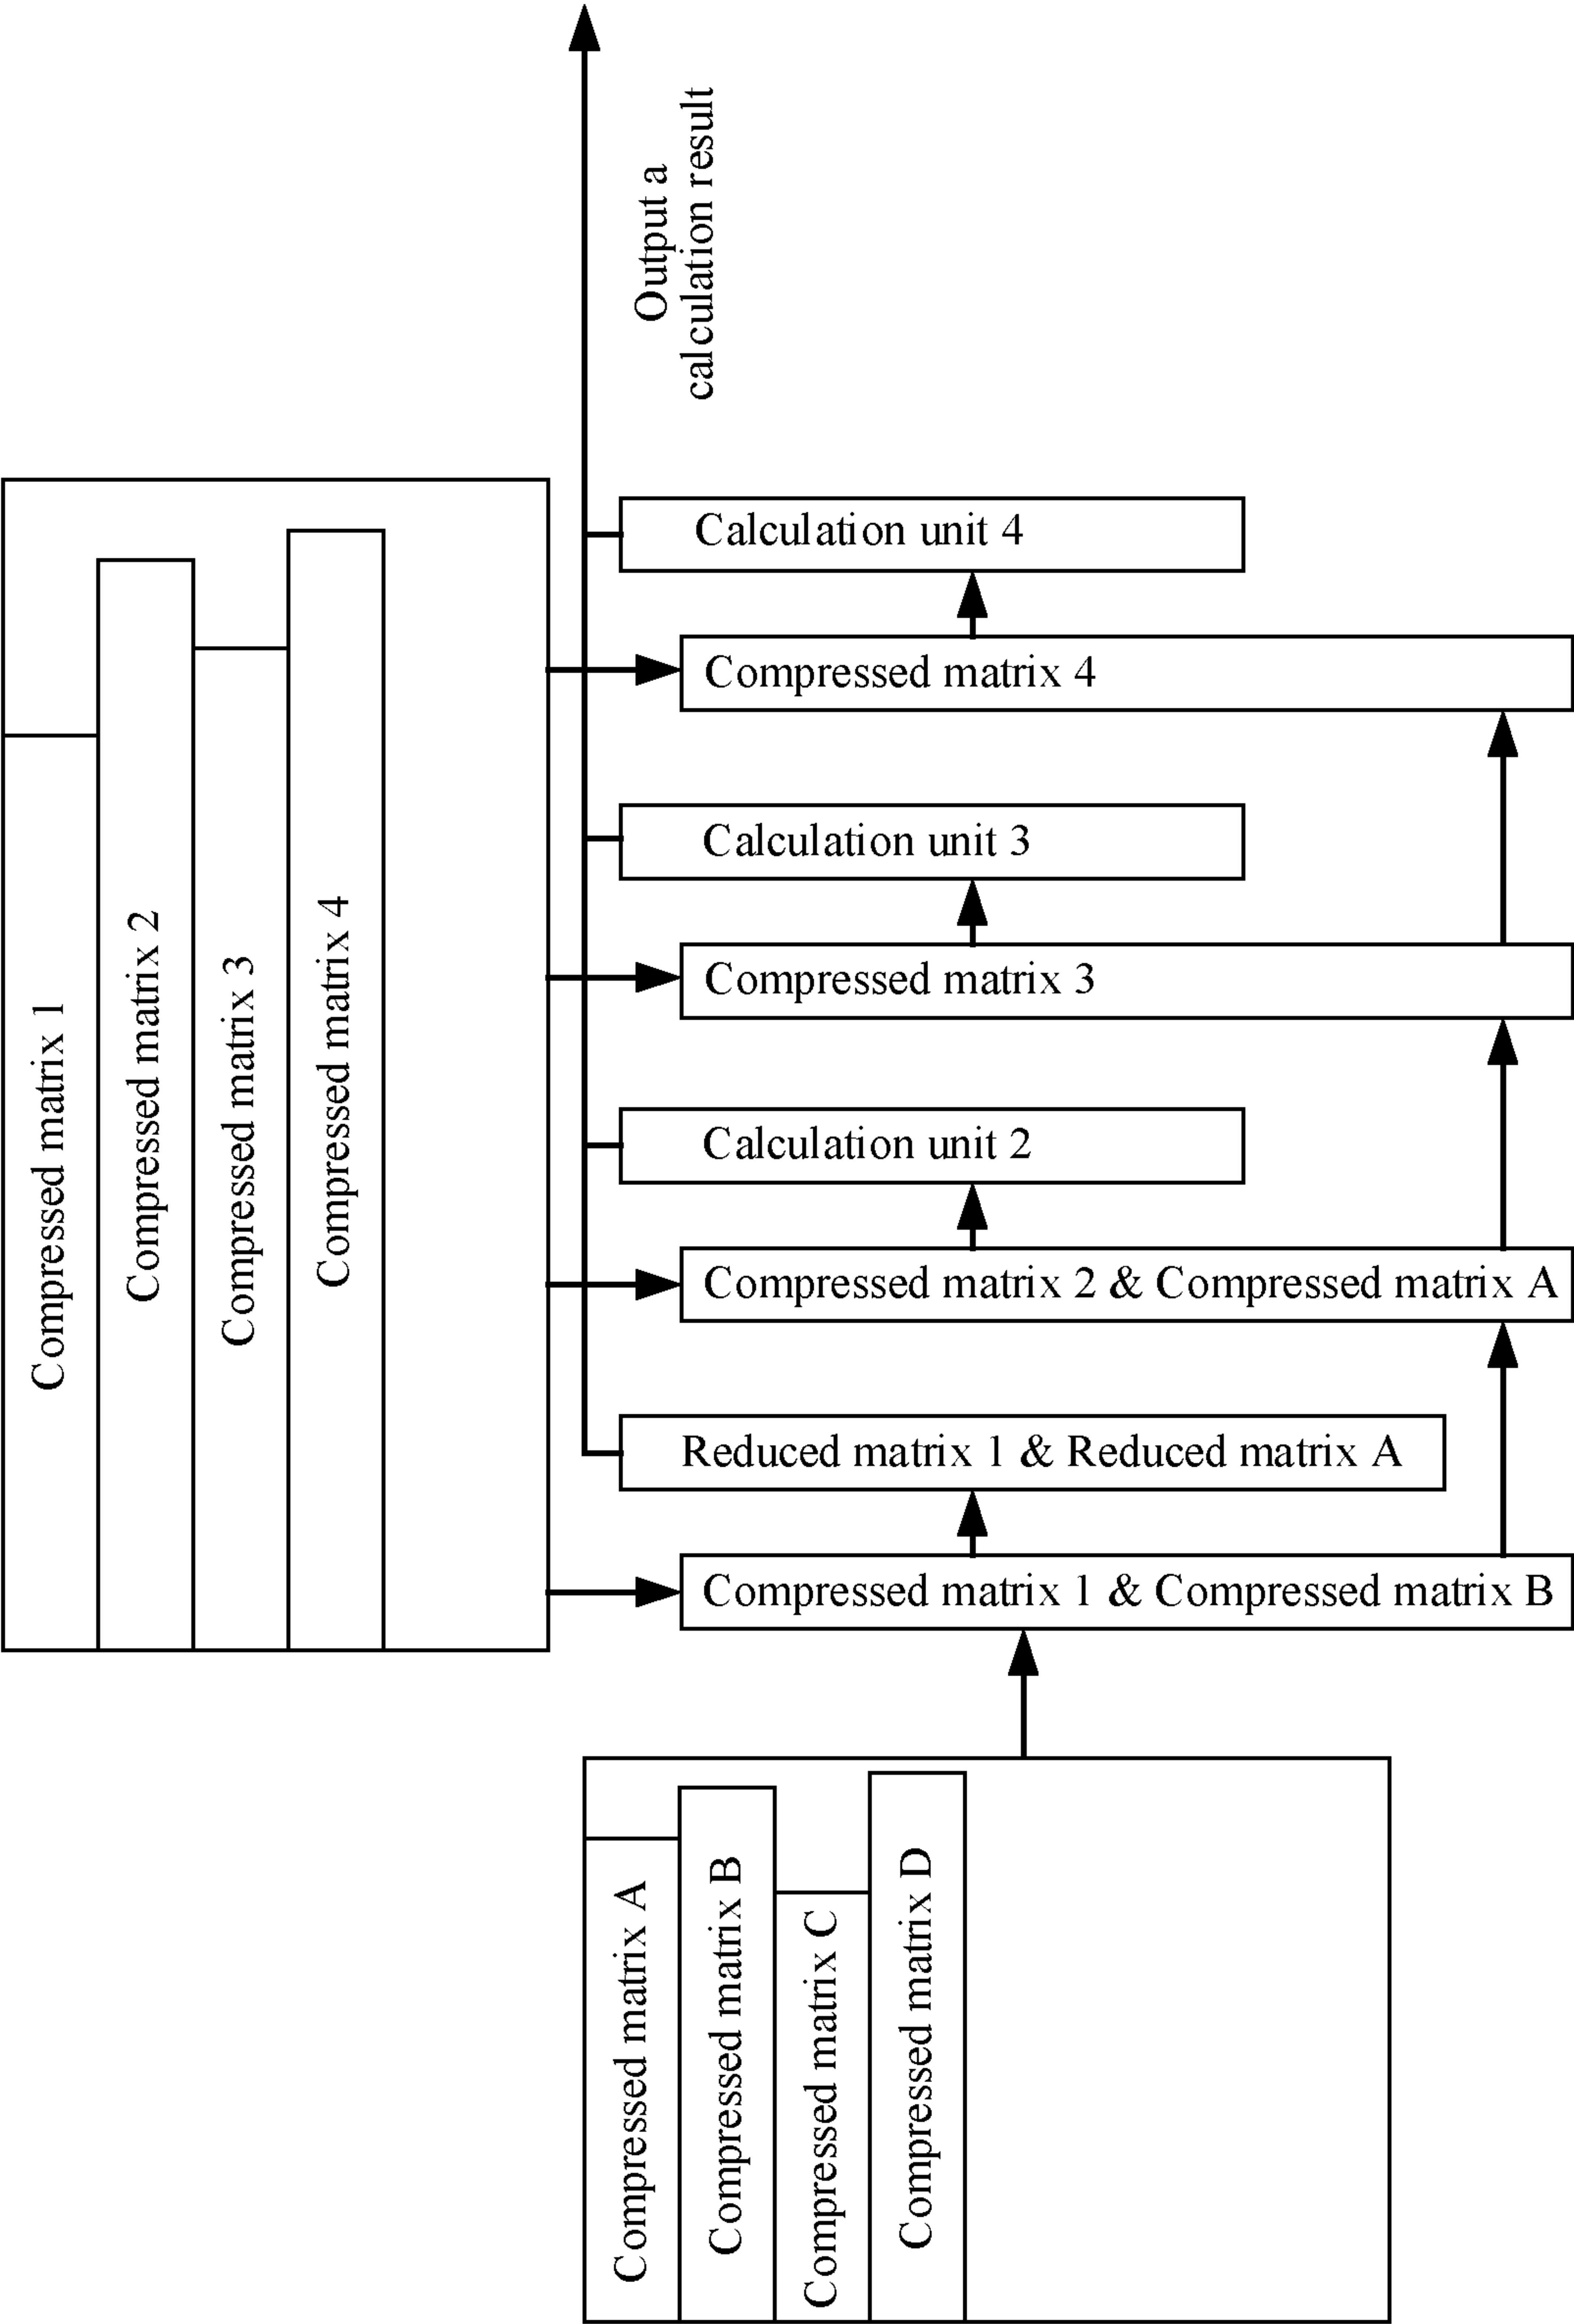 Output a
calculation result
Compressed matrix 1
Compressed matrix 2
Compressed matrix 3
Compressed matrix 4
Calculation unit 4
Compressed matrix 4
Calculation unit 3
Compressed matrix 3
Calculation unit 2
Compressed matrix 2 & Compressed matrix A
Reduced matrix 1 & Reduced matrix A
Compressed matrix 1 & Compressed matrix B
Compressed matrix A
Compressed matrix B
Compressed matrix C
Compressed matrix D